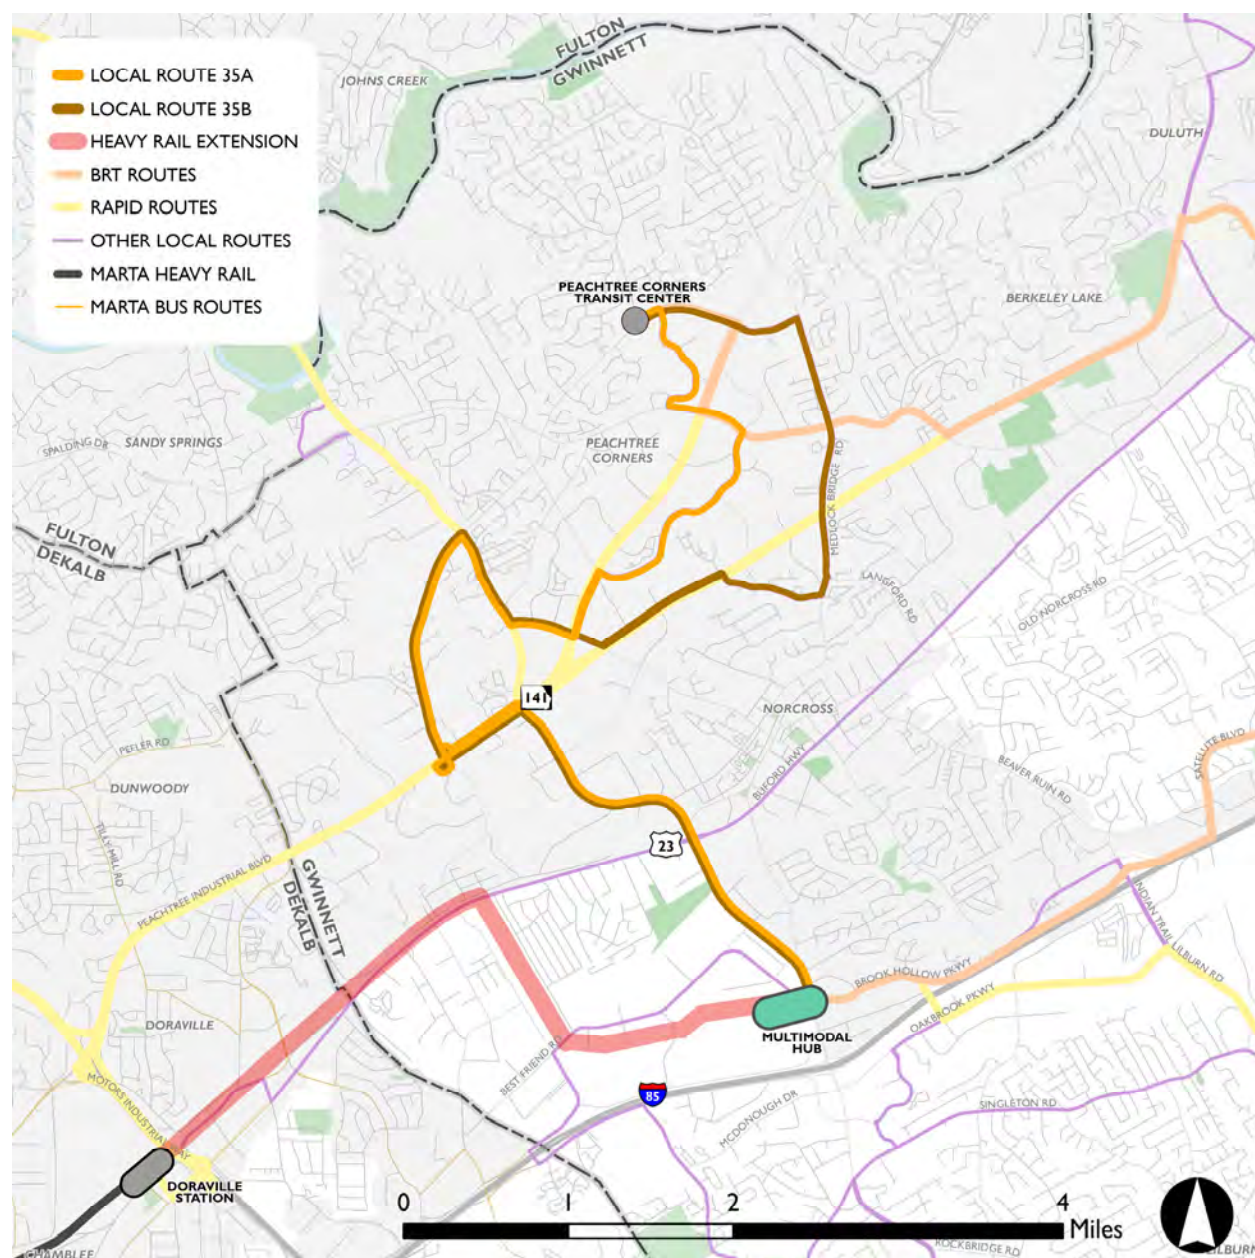 LOCAL ROUTE 35A
LOCAL ROUTE 35B
HEAVY RAIL EXTENSION
BRT ROUTES
RAPID ROUTES
OTHER LOCAL ROUTES
MARTA HEAVY RAIL
MARTA BUS ROUTES
FULTON
GWINNETT
JOHNS CREEK
DULUTH
PEACHTREE CORNERS
TRANSIT CENTER
BERKELEY LAKE
SPALDING DR
SANDY SPRINGS
PEACHTREE
CORNERS
MEDLOCK BRIDGE RD
FULTON
DEKALB
LANGFORD RD
OLD NORCROSS RD
141
NORCROSS
PEELER RD
DUNWOODY
BUFORD HWY
BEAVER RUIN RD
SATELLITE BLVD
TILLY MILL RD
23
PEACHTREE INDUSTRIAL BLVD
GWINNETT
DEKALB
INDIAN TRAIL LILBURN RD
BROOK HOLLOW PKWY
OAKBROOK PKWY
DORAVILLE
MULTIMODAL
HUB
BEST FRIEND RD
MOTORS INDUSTRIAL WAY
85
MCDONOUGH DR
SINGLETON RD
DORAVILLE
STATION
0 1 2 4
Miles
CHAMBLEE
ROCKBRIDGE RD